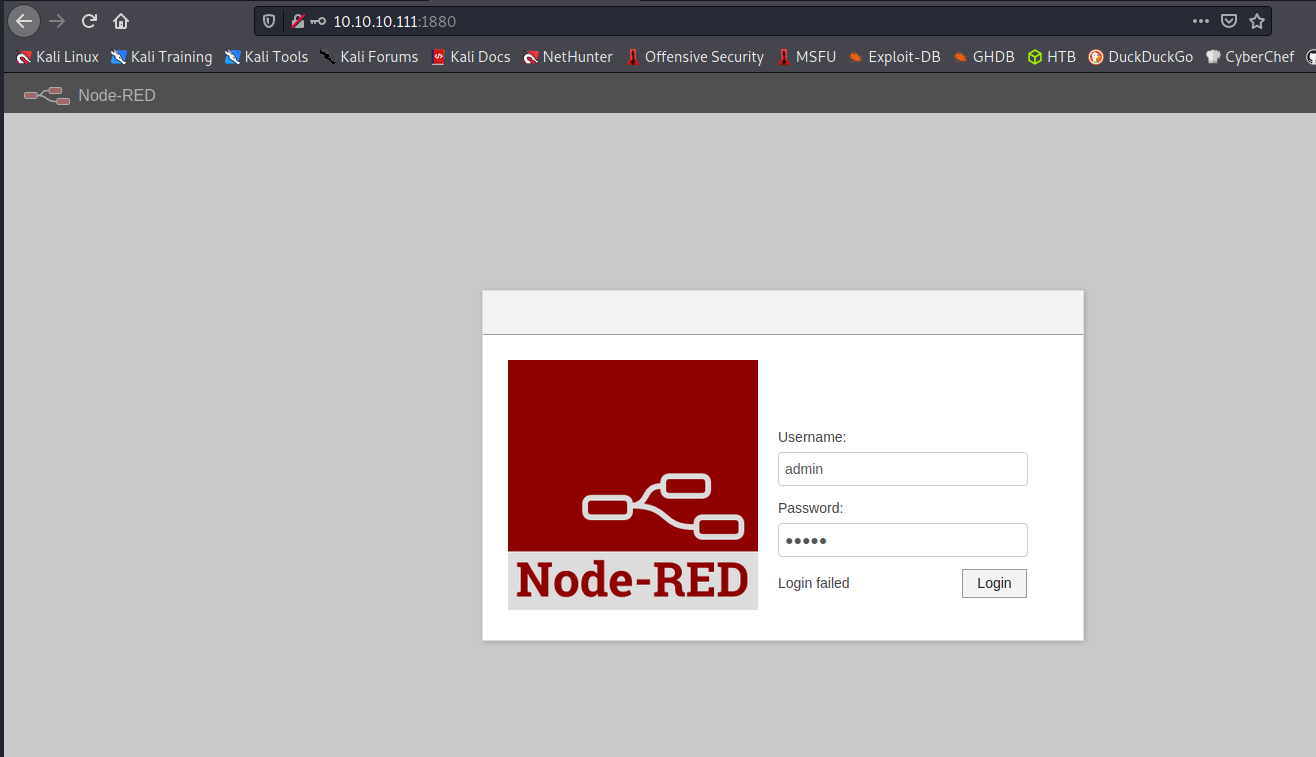 10.10.10.111:1880
Kali Linux Kali Training Kali Tools Kali Forums Kali Docs NetHunter Offensive Security MSFU Exploit-DB GHDB HTB DuckDuckGo CyberChef
Node-RED
Username:
admin
Password:
●●●●●
Login failed Login
Node-RED